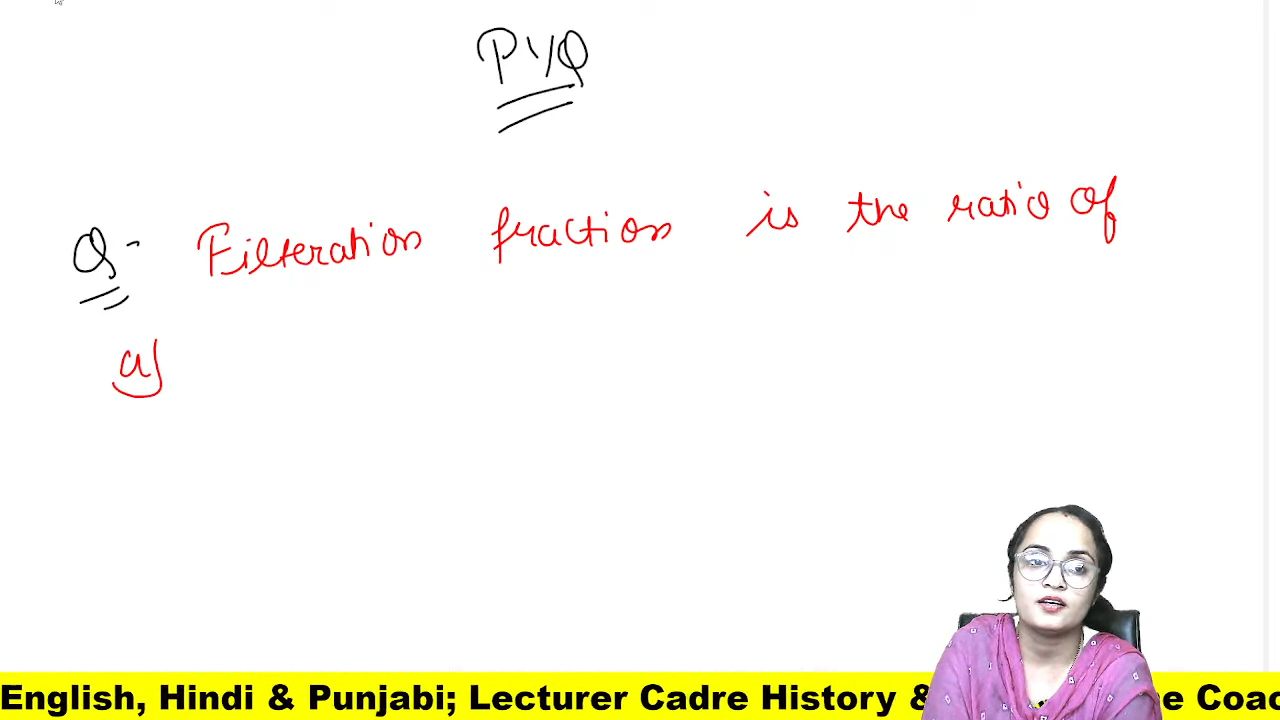 PYQ
Q- Filteration fraction is the ratio of
a)
English, Hindi & Punjabi; Lecturer Cadre History & e Coac